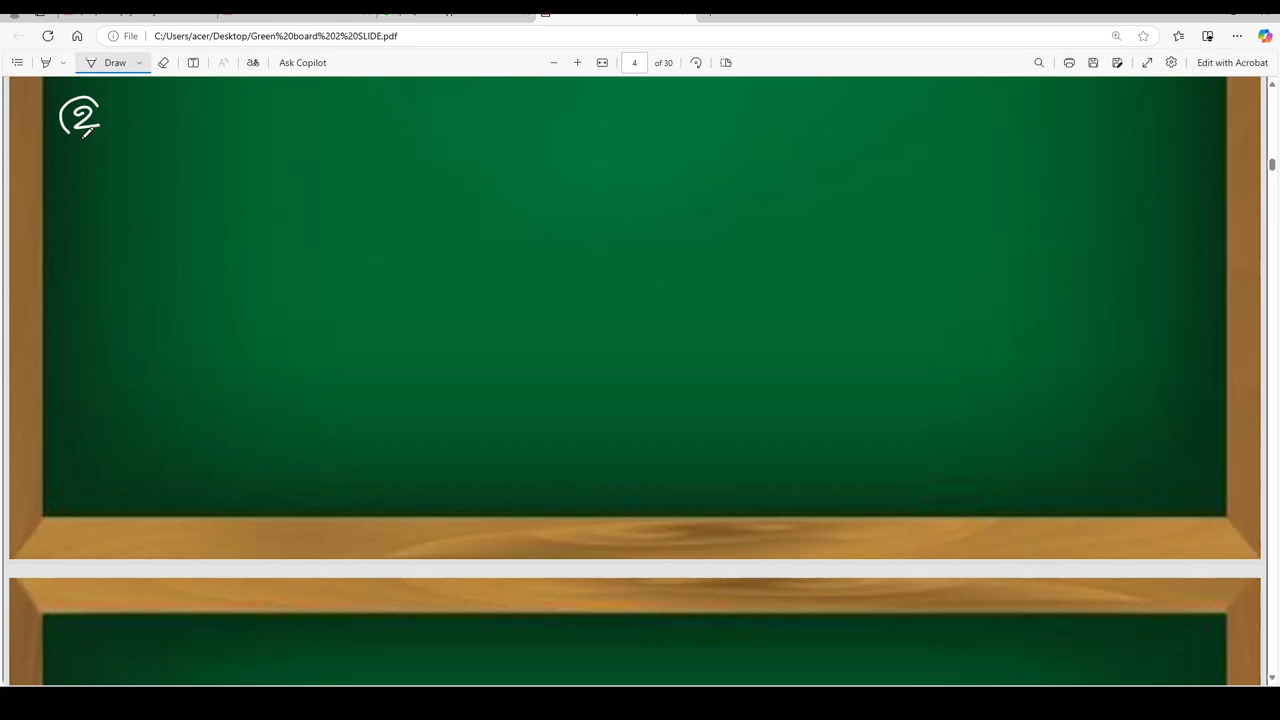 File
C:/Users/acer/Desktop/Green%20board%202%20SLIDE.pdf
Draw
Ask Copilot
4 of 30
Edit with Acrobat
2